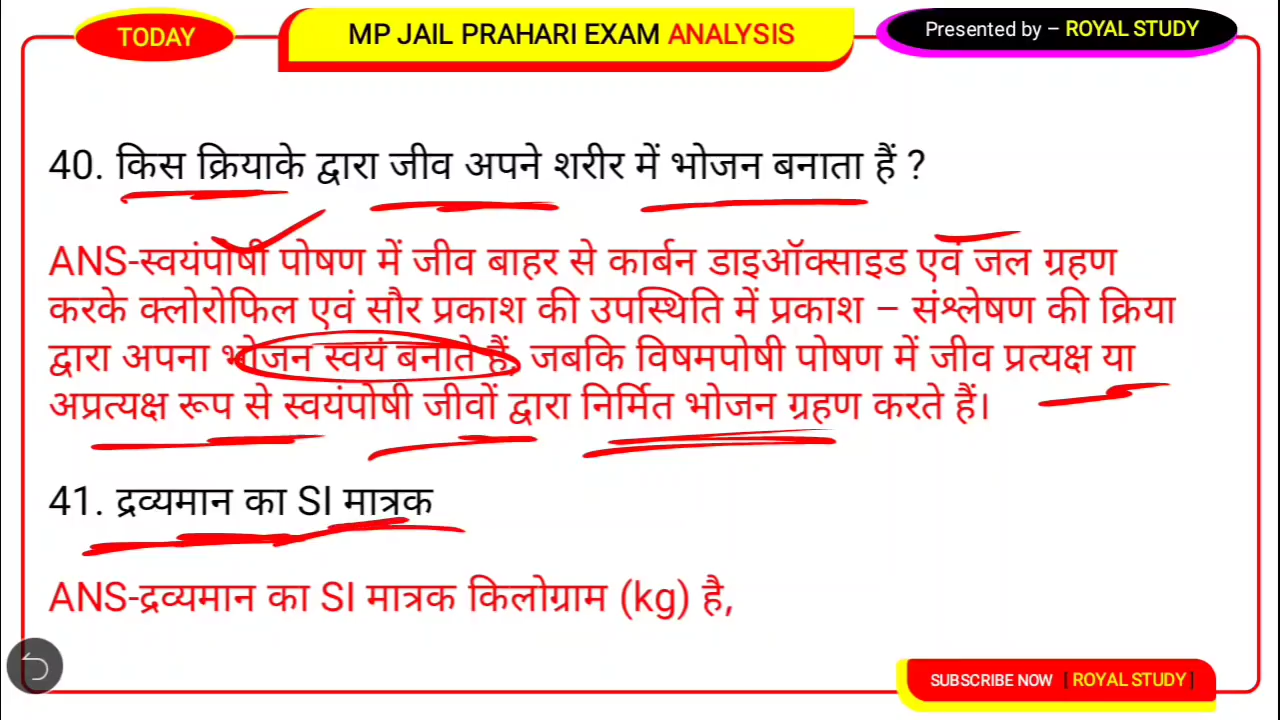 TODAY
MP JAIL PRAHARI EXAM ANALYSIS
Presented by – ROYAL STUDY
40. किस क्रियाके द्वारा जीव अपने शरीर में भोजन बनाता हैं ?
ANS-स्वयंपोषी पोषण में जीव बाहर से कार्बन डाइऑक्साइड एवं जल ग्रहण
करके क्लोरोफिल एवं सौर प्रकाश की उपस्थिति में प्रकाश – संश्लेषण की क्रिया
द्वारा अपना भोजन स्वयं बनाते हैं, जबकि विषमपोषी पोषण में जीव प्रत्यक्ष या
अप्रत्यक्ष रूप से स्वयंपोषी जीवों द्वारा निर्मित भोजन ग्रहण करते हैं।
41. द्रव्यमान का SI मात्रक
ANS-द्रव्यमान का SI मात्रक किलोग्राम (kg) है,
SUBSCRIBE NOW [ ROYAL STUDY ]